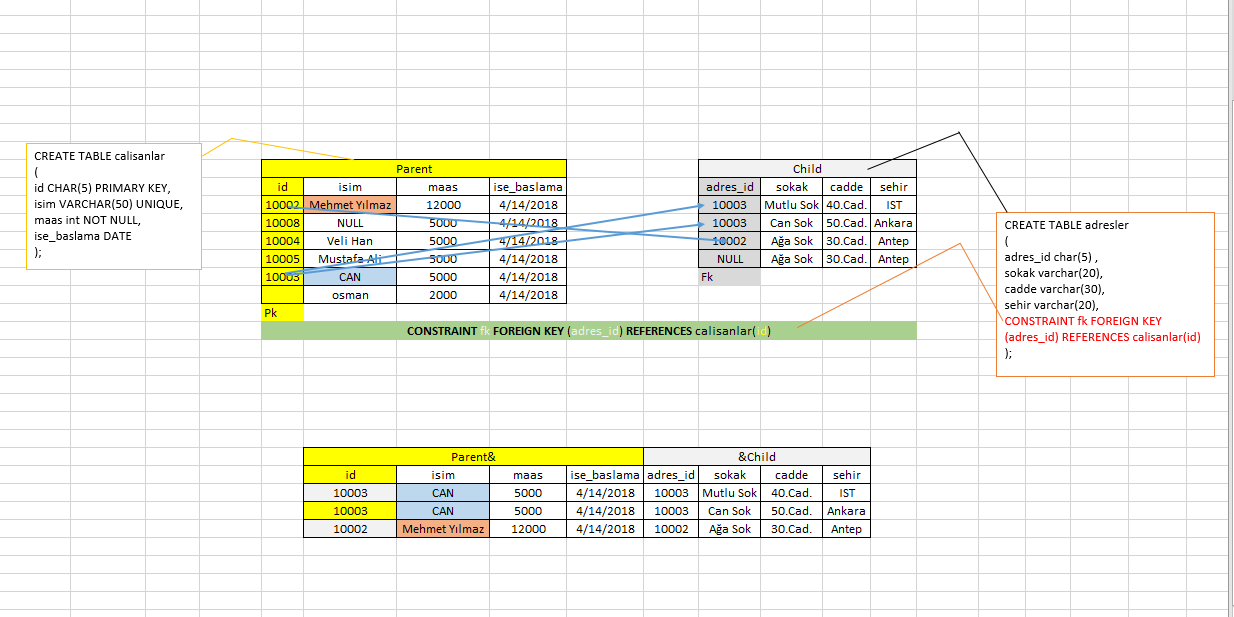 CREATE TABLE calisanlar
(
id CHAR(5) PRIMARY KEY,
isim VARCHAR(50) UNIQUE,
maas int NOT NULL,
ise_baslama DATE
);
Parent
id isim maas ise_baslama
10002 Mehmet Yılmaz 12000 4/14/2018
10008 NULL 5000 4/14/2018
10004 Veli Han 5000 4/14/2018
10005 Mustafa Ali 5000 4/14/2018
10003 CAN 5000 4/14/2018
osman 2000 4/14/2018
Pk
Child
adres_id sokak cadde sehir
10003 Mutlu Sok 40.Cad. IST
10003 Can Sok 50.Cad. Ankara
10002 Ağa Sok 30.Cad. Antep
NULL Ağa Sok 30.Cad. Antep
Fk
CONSTRAINT fk FOREIGN KEY (adres_id) REFERENCES calisanlar(id)
CREATE TABLE adresler
(
adres_id char(5) ,
sokak varchar(20),
cadde varchar(30),
sehir varchar(20),
CONSTRAINT fk FOREIGN KEY
(adres_id) REFERENCES calisanlar(id)
);
Parent& &Child
id isim maas ise_baslama adres_id sokak cadde sehir
10003 CAN 5000 4/14/2018 10003 Mutlu Sok 40.Cad. IST
10003 CAN 5000 4/14/2018 10003 Can Sok 50.Cad. Ankara
10002 Mehmet Yılmaz 12000 4/14/2018 10002 Ağa Sok 30.Cad. Antep